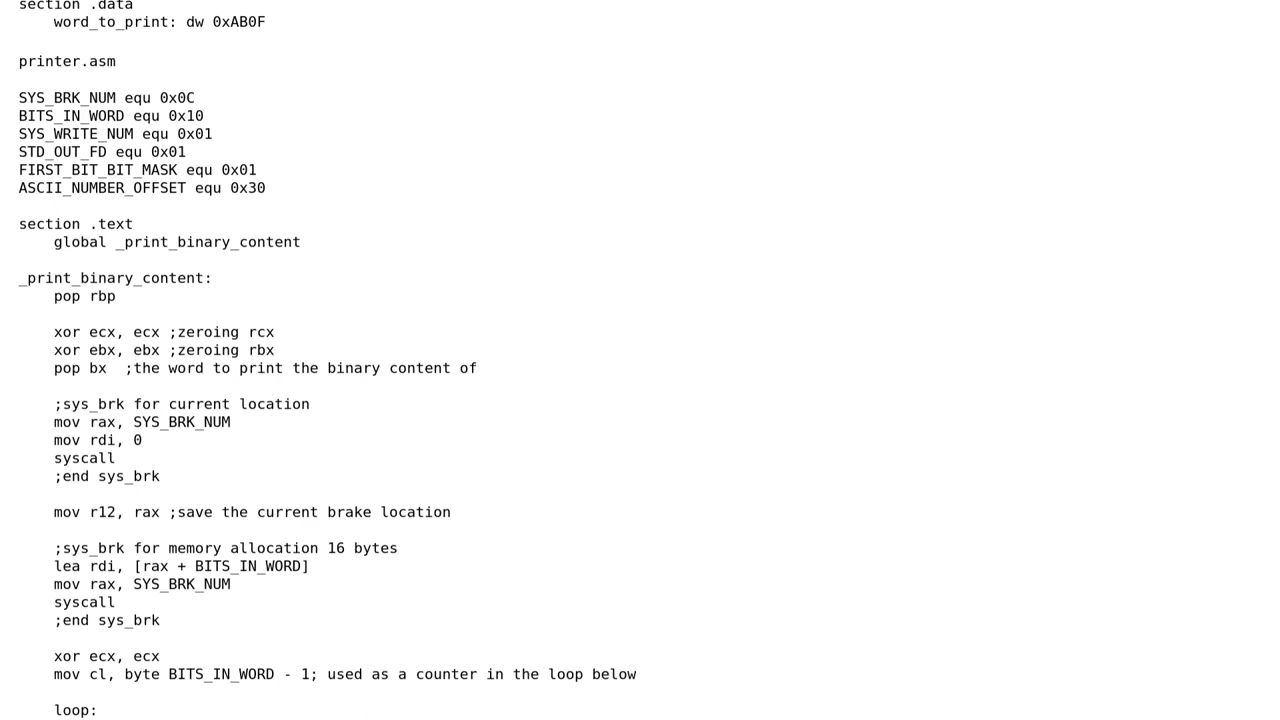 section .data
word_to_print: dw 0xAB0F
printer.asm
SYS_BRK_NUM equ 0x0C
BITS_IN_WORD equ 0x10
SYS_WRITE_NUM equ 0x01
STD_OUT_FD equ 0x01
FIRST_BIT_BIT_MASK equ 0x01
ASCII_NUMBER_OFFSET equ 0x30
section .text
global _print_binary_content
_print_binary_content:
pop rbp
xor ecx, ecx ;zeroing rcx
xor ebx, ebx ;zeroing rbx
pop bx  ;the word to print the binary content of
;sys_brk for current location
mov rax, SYS_BRK_NUM
mov rdi, 0
syscall
;end sys_brk
mov r12, rax ;save the current brake location
;sys_brk for memory allocation 16 bytes
lea rdi, [rax + BITS_IN_WORD]
mov rax, SYS_BRK_NUM
syscall
;end sys_brk
xor ecx, ecx
mov cl, byte BITS_IN_WORD - 1; used as a counter in the loop below
loop: